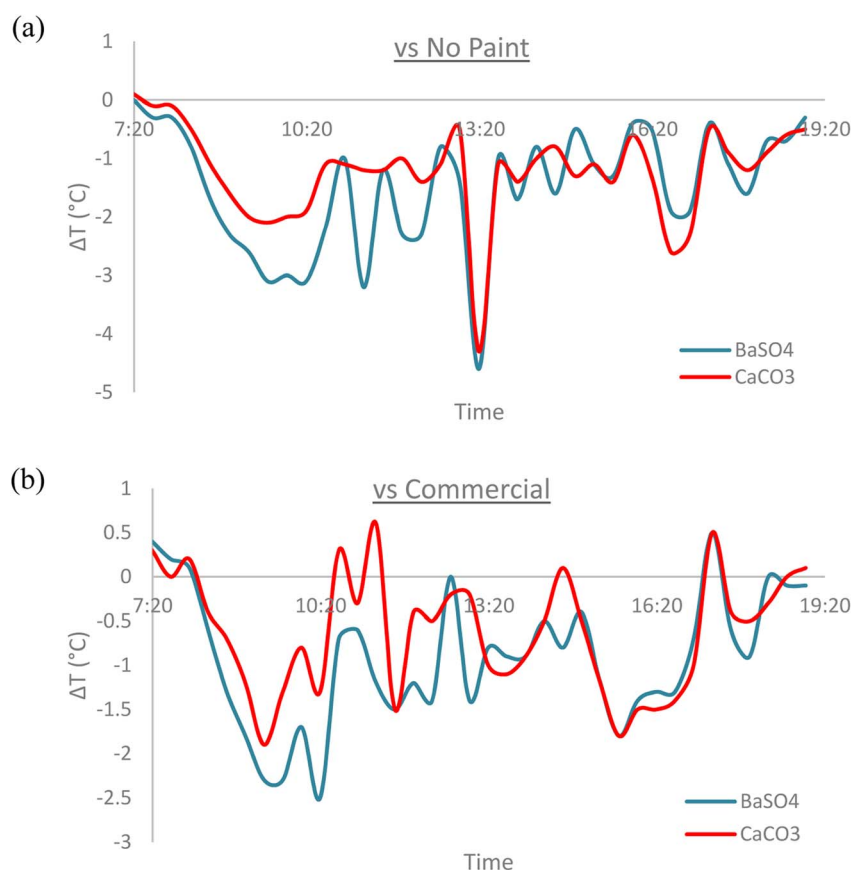 (a)
vs No Paint
1
0
-1
-2
-3
-4
-5
ΔT (°C)
7:20 10:20 13:20 16:20 19:20
BaSO4
CaCO3
Time
(b)
vs Commercial
1
0.5
0
-0.5
-1
-1.5
-2
-2.5
-3
ΔT (°C)
7:20 10:20 13:20 16:20 19:20
BaSO4
CaCO3
Time